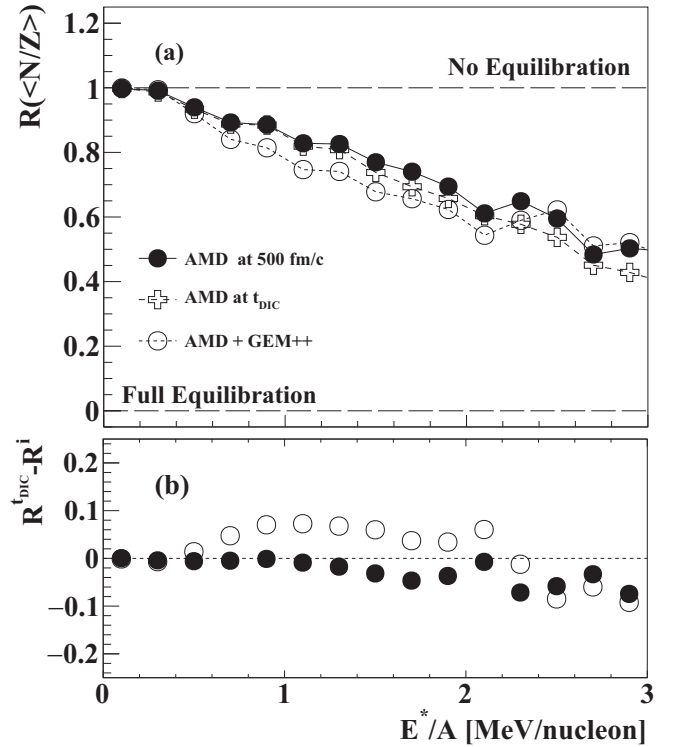 R(<N/Z>)
1.2
1
0.8
0.6
0.4
0.2
0
(a)
No Equilibration
AMD at 500 fm/c
AMD at tDIC
AMD + GEM++
Full Equilibration
R^tDIC-R^i
0.2
0.1
0
−0.1
−0.2
(b)
0 1 2 3
E*/A [MeV/nucleon]